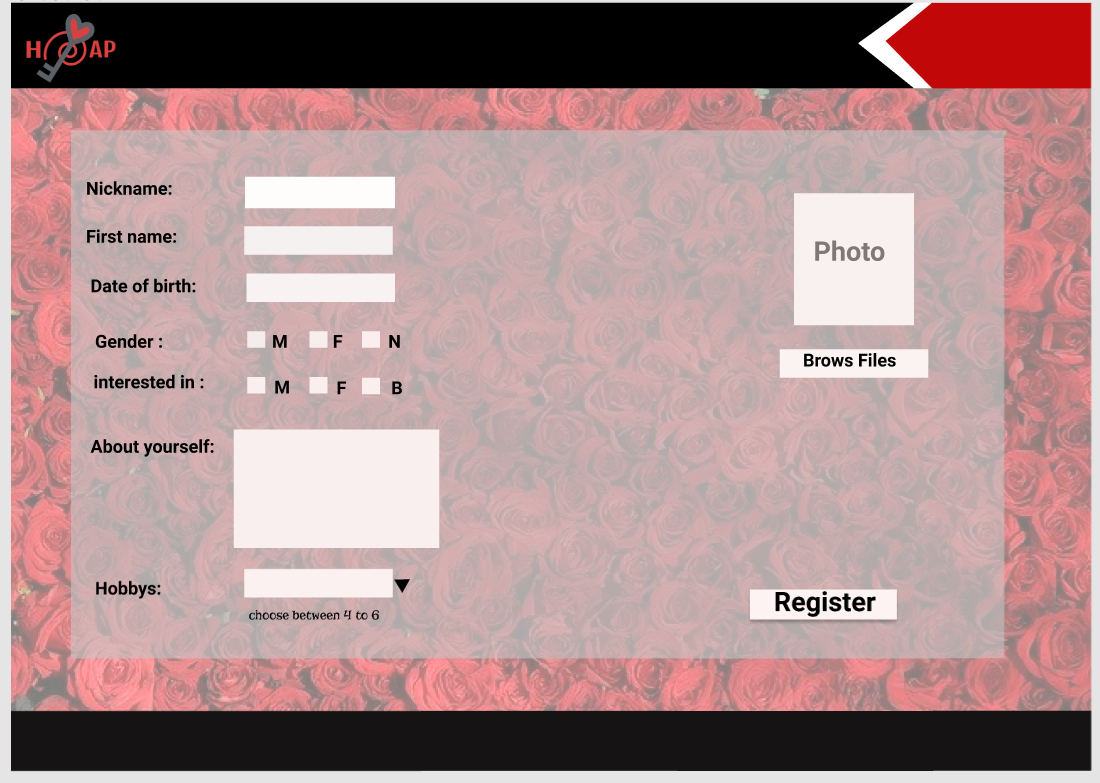 H AP
Nickname:
First name:
Date of birth:
Gender : M F N
interested in : M F B
About yourself:
Hobbys:
choose between 4 to 6
Photo
Brows Files
Register